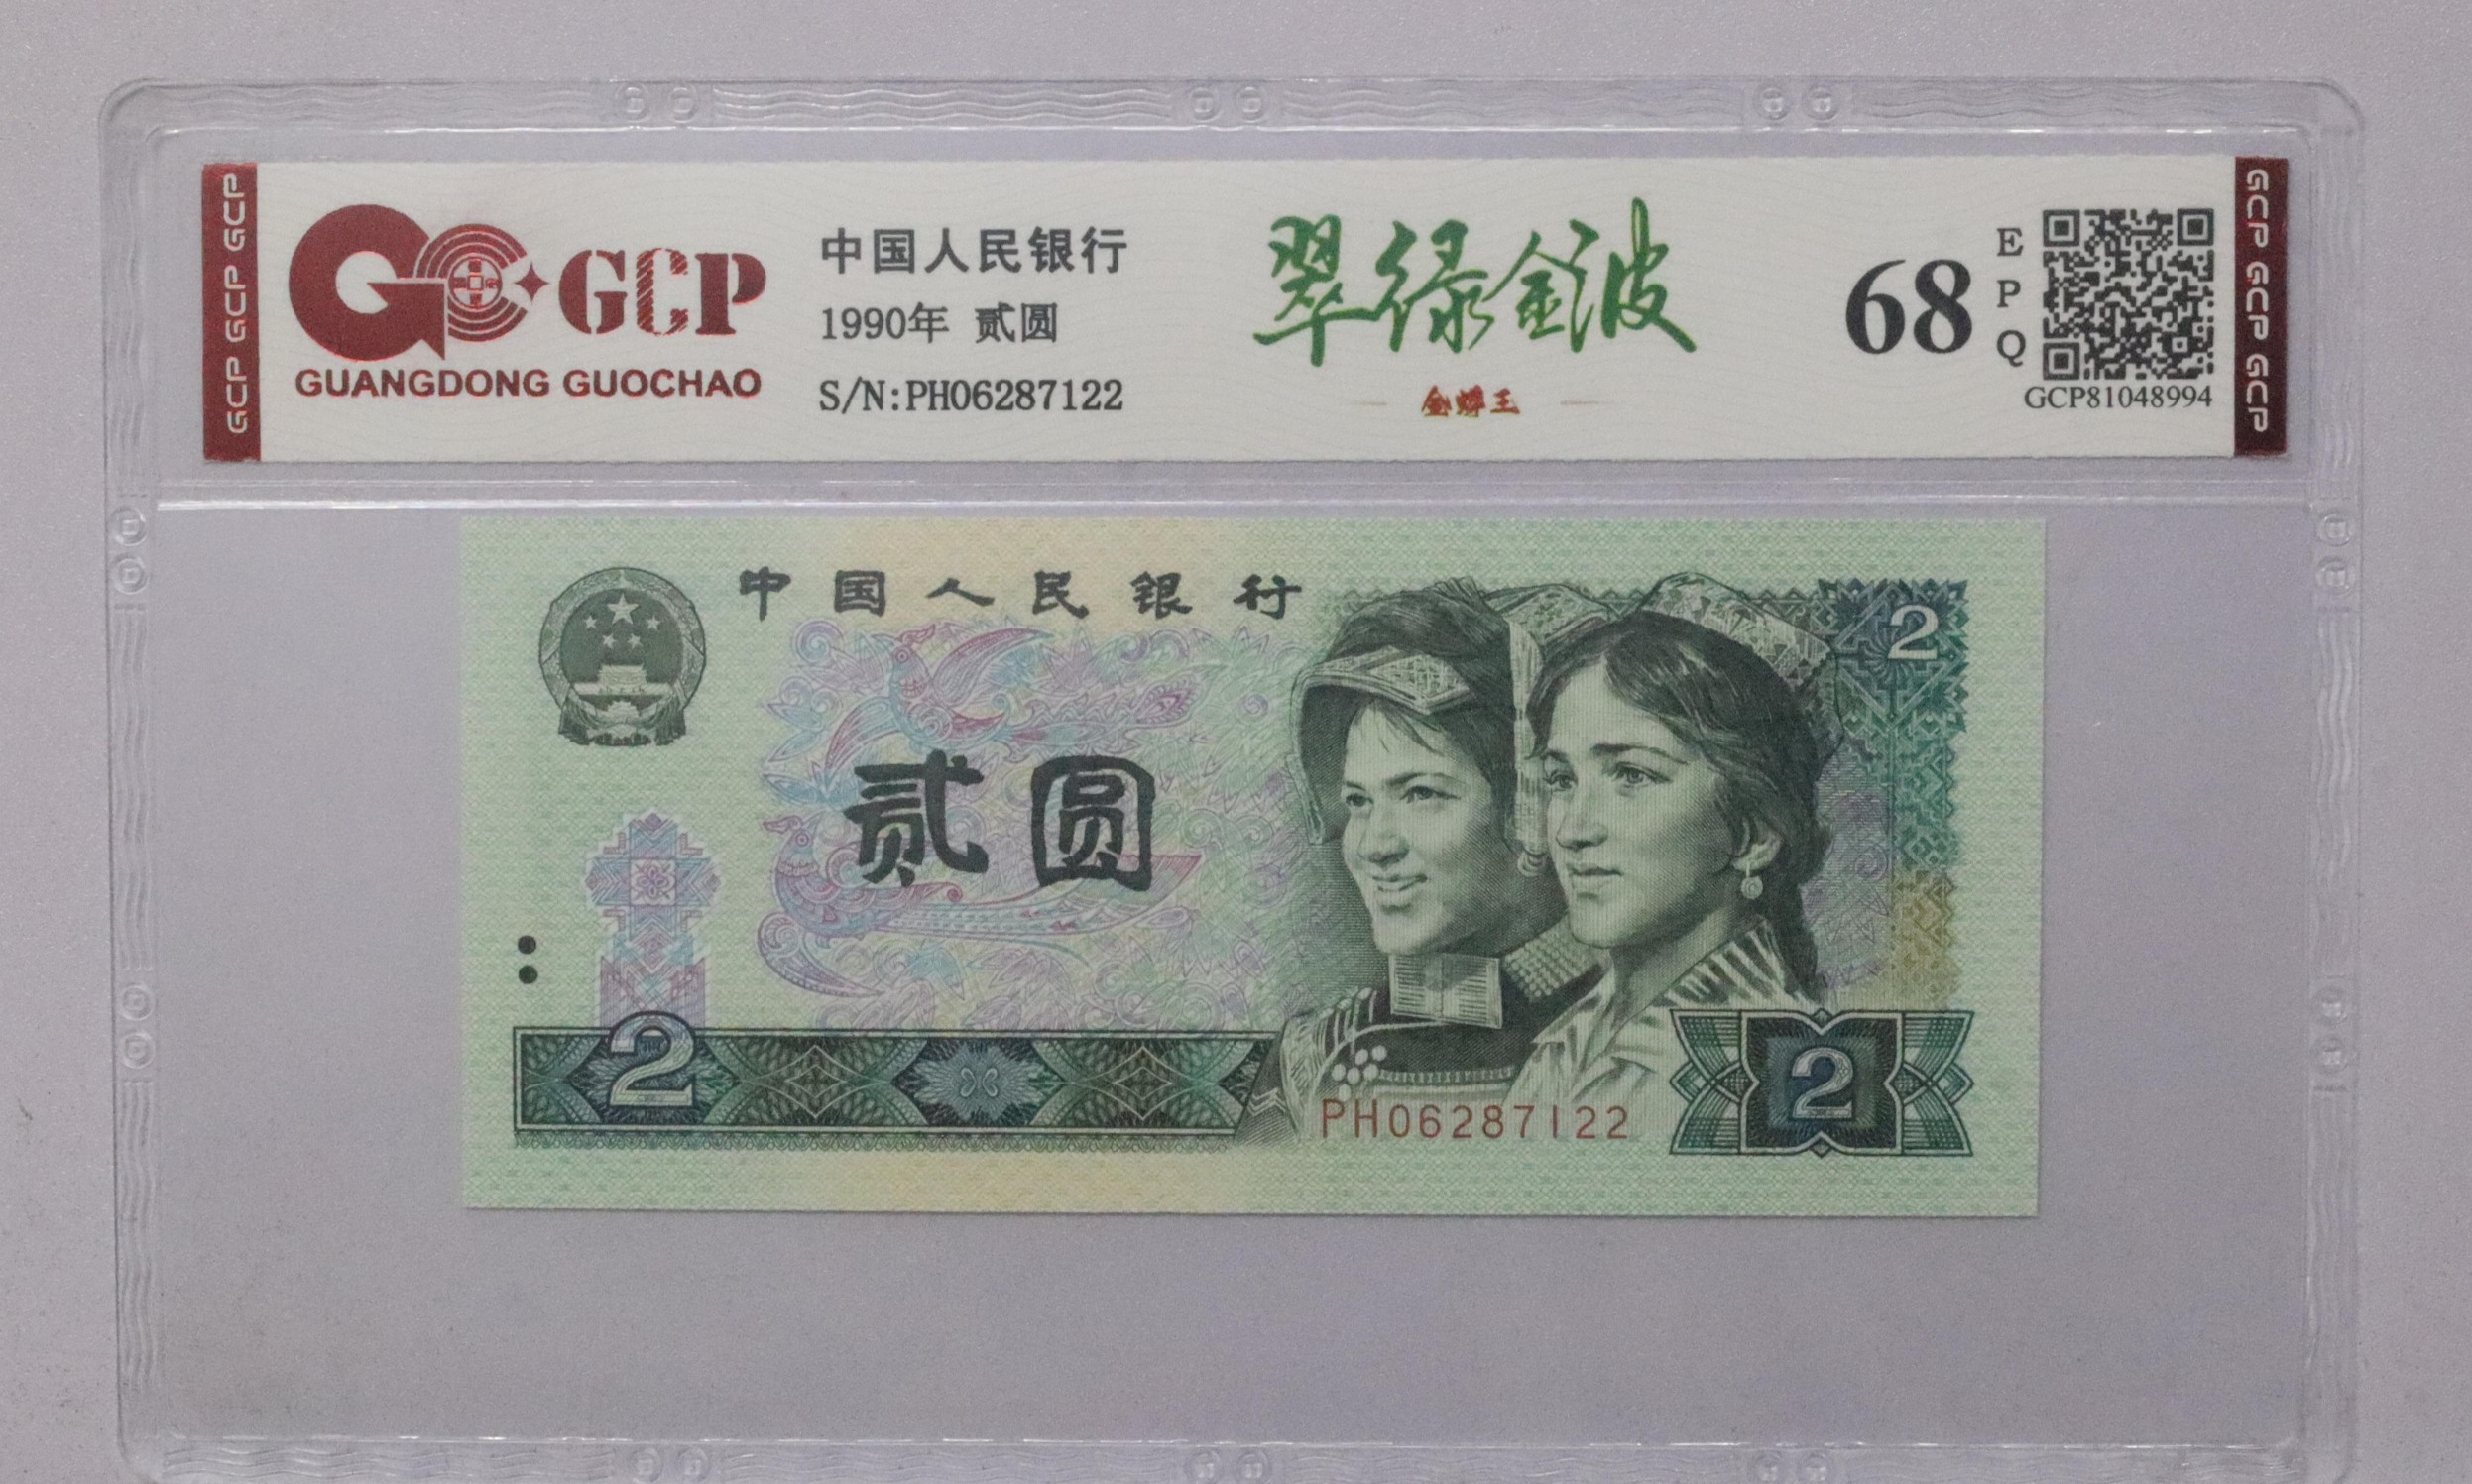 GCP GCP GCP
GCP
GUANGDONG GUOCHAO
中国人民银行
1990年 贰圆
S/N:PH06287122
翠绿金波
金蟒王
68
EPQ
GCP81048994
GCP GCP GCP
中国人民银行
贰圆
2
2
PH06287122
2